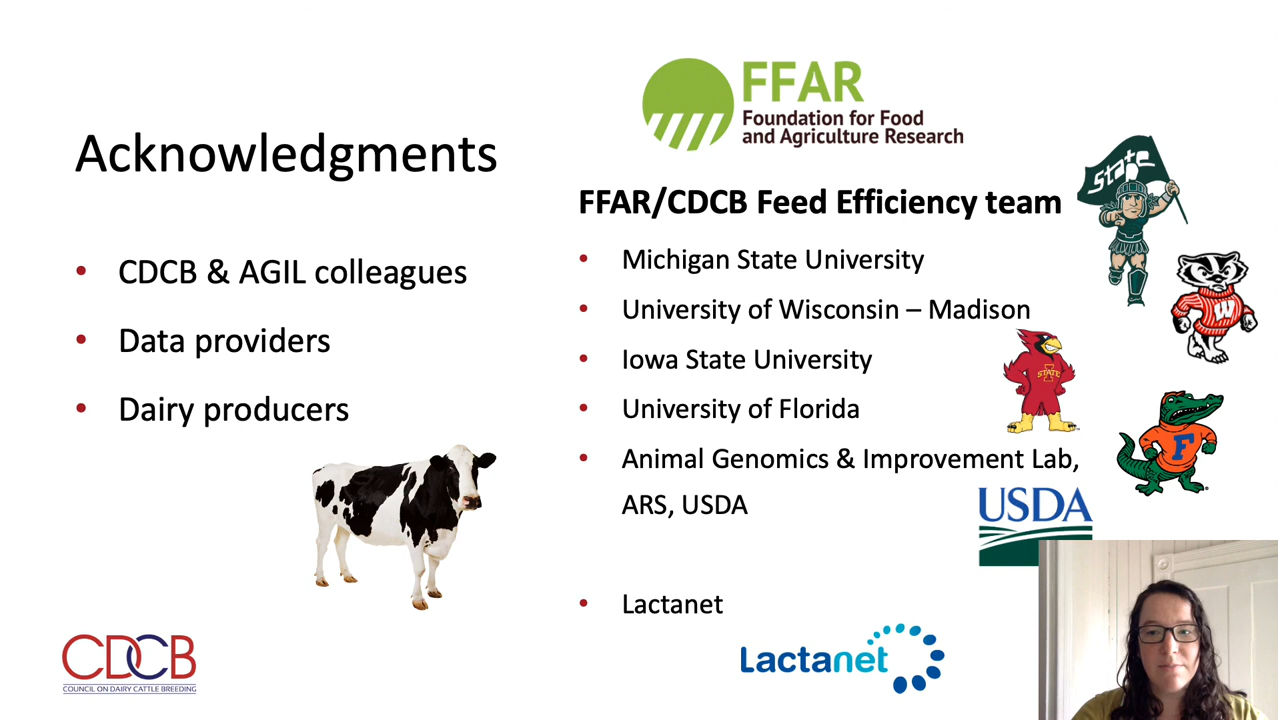 Acknowledgments
• CDCB & AGIL colleagues
• Data providers
• Dairy producers
CDCB
COUNCIL ON DAIRY CATTLE BREEDING
FFAR
Foundation for Food
and Agriculture Research
FFAR/CDCB Feed Efficiency team
• Michigan State University
• University of Wisconsin – Madison
• Iowa State University
• University of Florida
• Animal Genomics & Improvement Lab,
ARS, USDA
• Lactanet
Lactanet
State
W
STATE
F
USDA